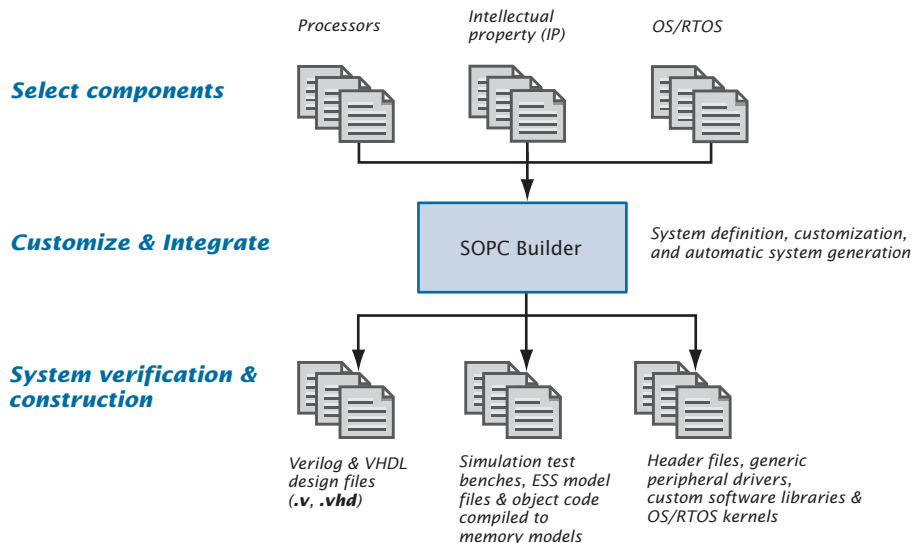 Processors
Intellectual
property (IP)
OS/RTOS
Select components
Customize & Integrate
SOPC Builder
System definition, customization,
and automatic system generation
System verification &
construction
Verilog & VHDL
design files
(.v, .vhd)
Simulation test
benches, ESS model
files & object code
compiled to
memory models
Header files, generic
peripheral drivers,
custom software libraries &
OS/RTOS kernels